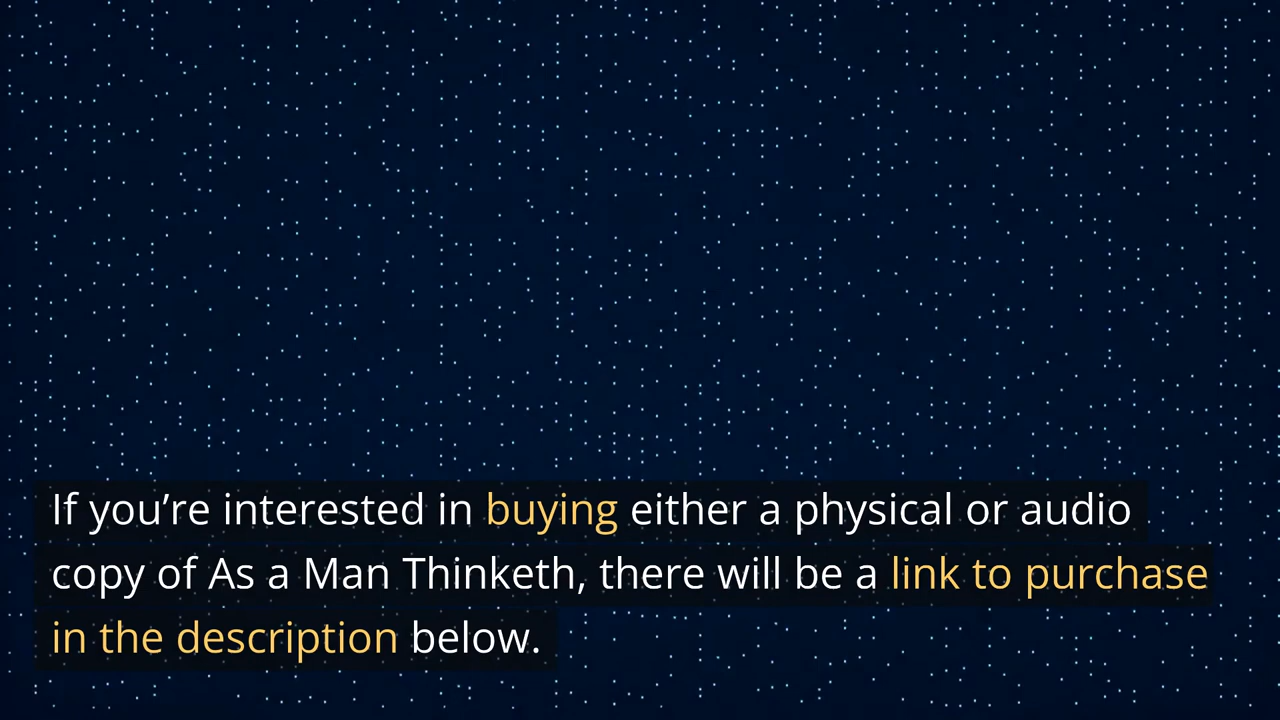 If you’re interested in buying either a physical or audio
copy of As a Man Thinketh, there will be a link to purchase
in the description below.